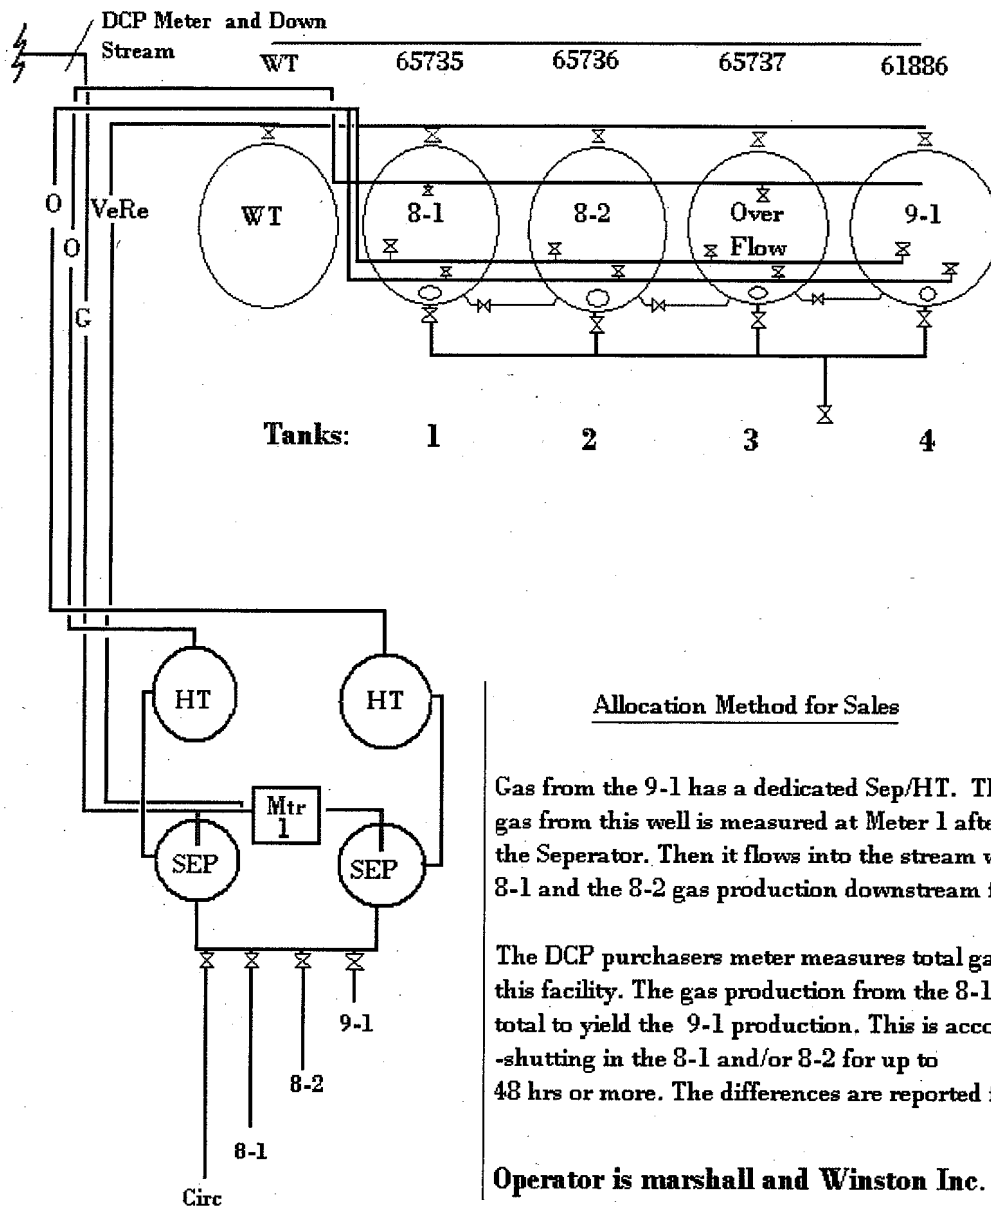 DCP Meter and Down
Stream
WT 65735 65736 65737 61886
O
VeRe
O
G
WT
8-1
8-2
Over
Flow
9-1
Tanks: 1 2 3 4
HT
HT
Mtr
1
SEP
SEP
9-1
8-2
8-1
Circ
Allocation Method for Sales
Gas from the 9-1 has a dedicated Sep/HT.
gas from this well is measured at Meter 1
the Seperator. Then it flows into the stream
8-1 and the 8-2 gas production downstream
The DCP purchasers meter measures total
this facility. The gas production from the 8-1
total to yield the 9-1 production. This is
-shutting in the 8-1 and/or 8-2 for up to
48 hrs or more. The differences are reported
Operator is marshall and Winston Inc.